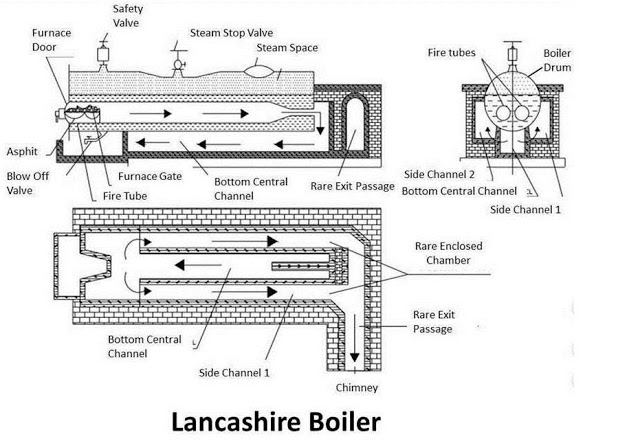 Safety
Valve
Furnace
Door
Steam Stop Valve
Steam Space
Fire tubes
Boiler
Drum
Asphit
Blow Off
Valve
Furnace Gate
Fire Tube
Bottom Central
Channel
Rare Exit Passage
Side Channel 2
Bottom Central Channel
Side Channel 1
Rare Enclosed
Chamber
Rare Exit
Passage
Bottom Central
Channel
Side Channel 1
Chimney
Lancashire Boiler